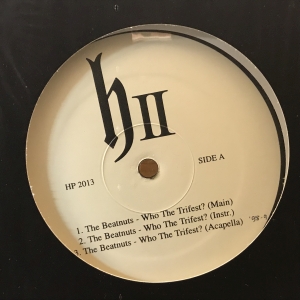 h II
SIDE A
HP 2013
1. The Beatnuts - Who The Trifest? (Main)
2. The Beatnuts - Who The Trifest? (Instr.)
3. The Beatnuts - Who The Trifest? (Acapella)